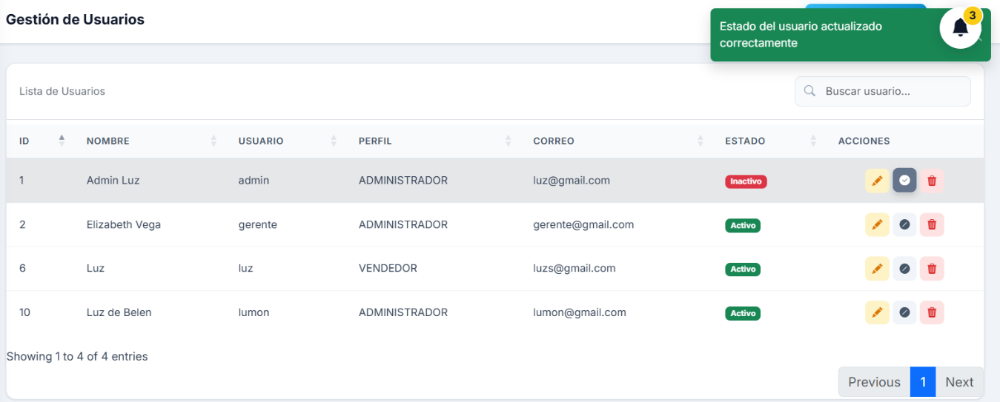 Gestión de Usuarios
Estado del usuario actualizado
correctamente
3
Lista de Usuarios
Buscar usuario...
ID NOMBRE USUARIO PERFIL CORREO ESTADO ACCIONES
1 Admin Luz admin ADMINISTRADOR luz@gmail.com Inactivo
2 Elizabeth Vega gerente ADMINISTRADOR gerente@gmail.com Activo
6 Luz luz VENDEDOR luzs@gmail.com Activo
10 Luz de Belen lumon ADMINISTRADOR lumon@gmail.com Activo
Showing 1 to 4 of 4 entries
Previous 1 Next